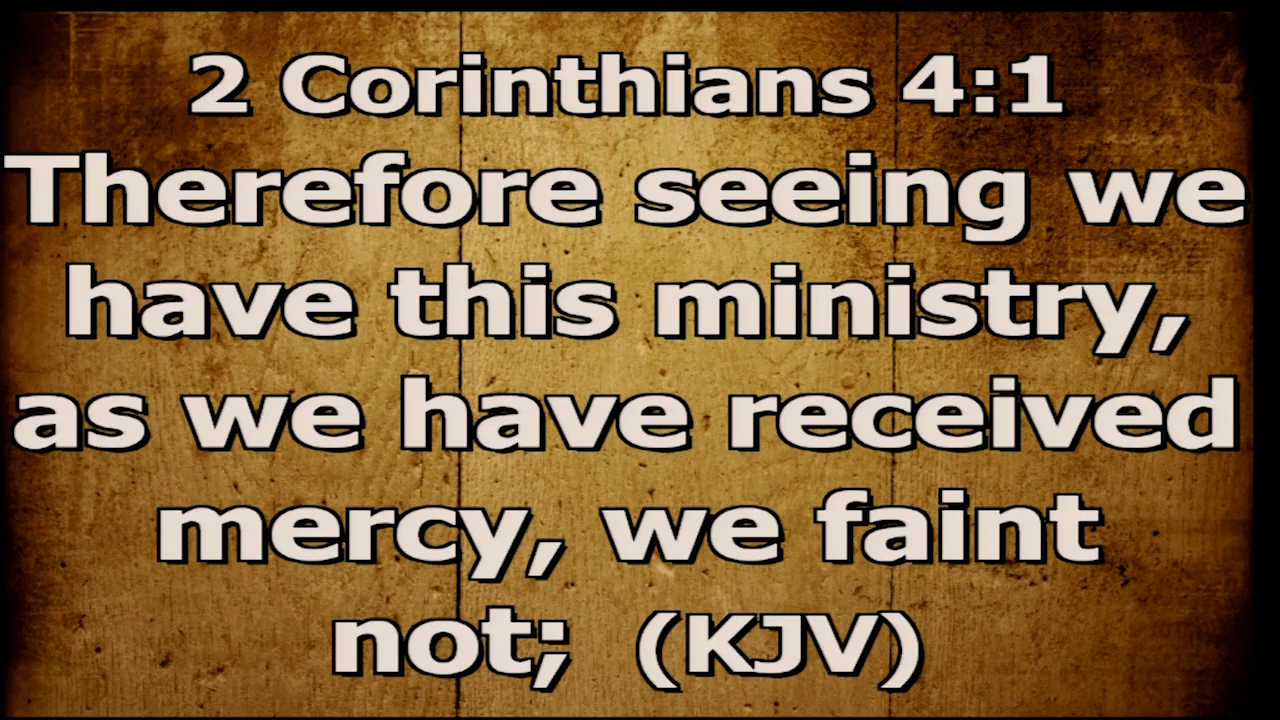 2 Corinthians 4:1
Therefore seeing we
have this ministry,
as we have received
mercy, we faint
not; (KJV)